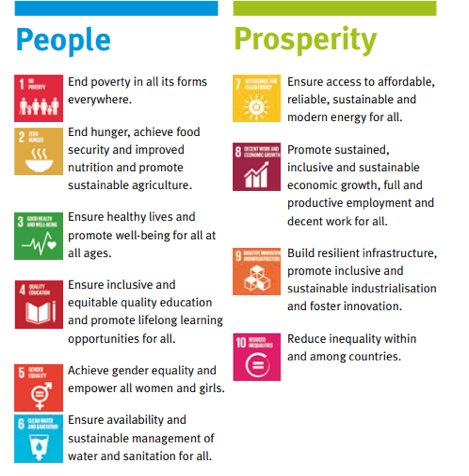 People
1 NO
POVERTY
End poverty in all its forms
everywhere.
2 ZERO
HUNGER
End hunger, achieve food
security and improved
nutrition and promote
sustainable agriculture.
3 GOOD HEALTH
AND WELL-BEING
Ensure healthy lives and
promote well-being for all at
all ages.
4 QUALITY
EDUCATION
Ensure inclusive and
equitable quality education
and promote lifelong learning
opportunities for all.
5 GENDER
EQUALITY
Achieve gender equality and
empower all women and girls.
6 CLEAN WATER
AND SANITATION
Ensure availability and
sustainable management of
water and sanitation for all.
Prosperity
7 AFFORDABLE AND
CLEAN ENERGY
Ensure access to affordable,
reliable, sustainable and
modern energy for all.
8 DECENT WORK AND
ECONOMIC GROWTH
Promote sustained,
inclusive and sustainable
economic growth, full and
productive employment and
decent work for all.
9 INDUSTRY, INNOVATION
AND INFRASTRUCTURE
Build resilient infrastructure,
promote inclusive and
sustainable industrialisation
and foster innovation.
10 REDUCED
INEQUALITIES
Reduce inequality within
and among countries.